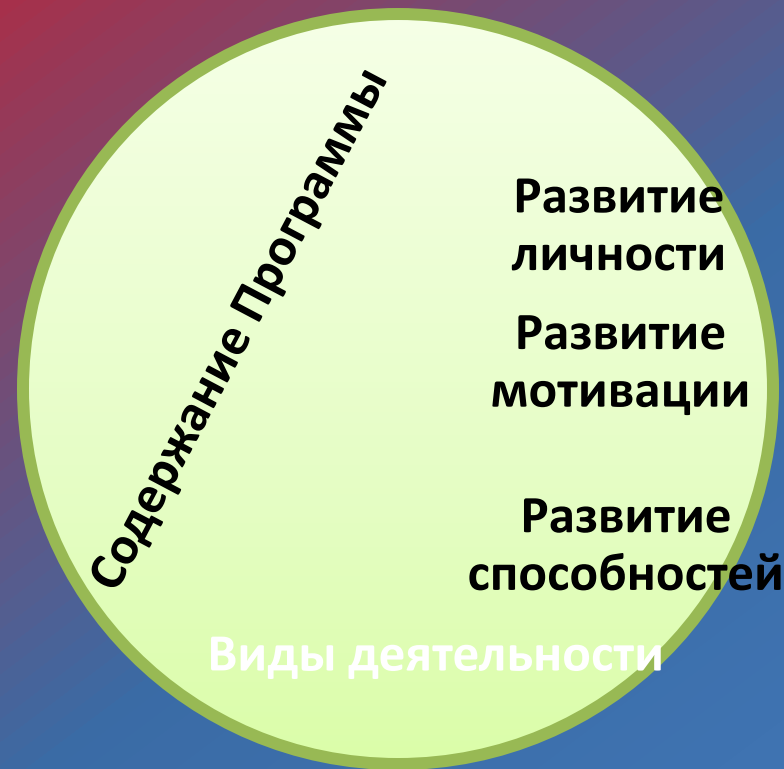 Содержание Программы
Развитие
личности
Развитие
мотивации
Развитие
способностей
Виды деятельности